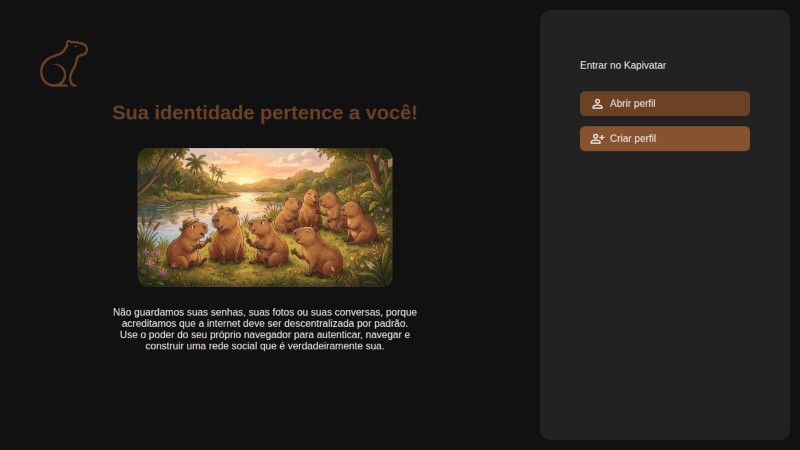 Sua identidade pertence a você!
Não guardamos suas senhas, suas fotos ou suas conversas, porque
acreditamos que a internet deve ser descentralizada por padrão.
Use o poder do seu próprio navegador para autenticar, navegar e
construir uma rede social que é verdadeiramente sua.
Entrar no Kapivatar
Abrir perfil
Criar perfil